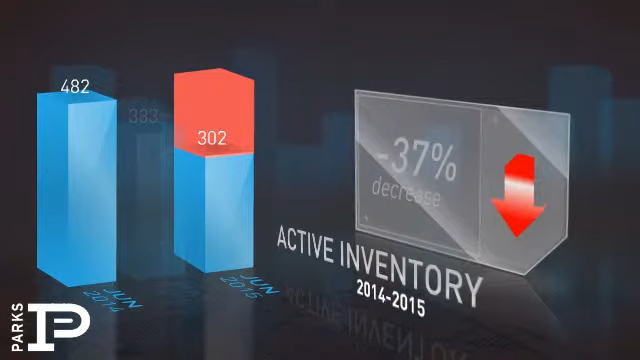 482
383
302
-37%
decrease
ACTIVE INVENTORY
2014-2015
JUN
2014
JUN
2015
PARKS
P